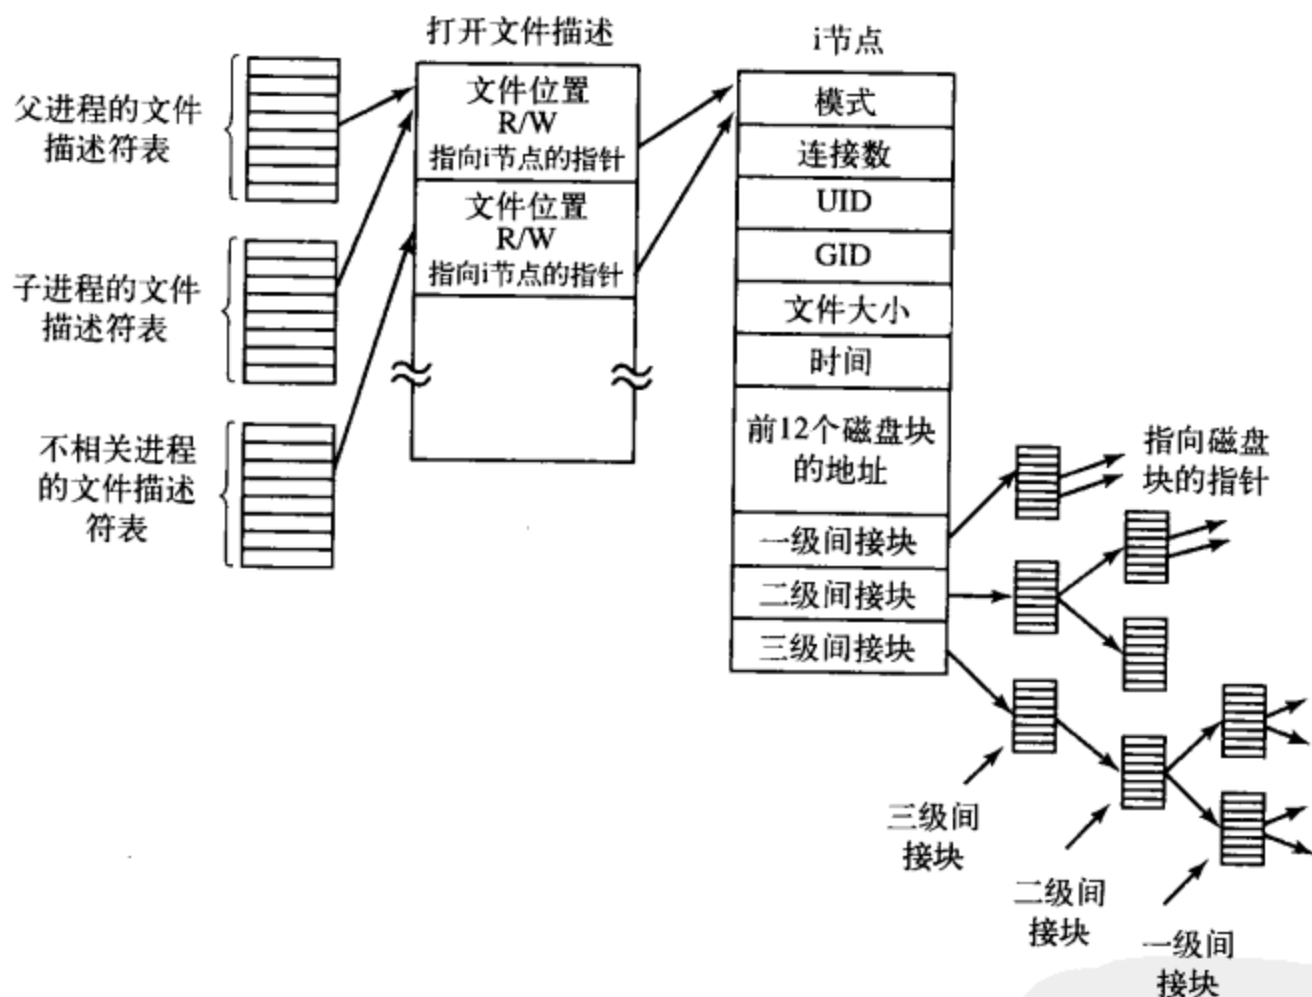 打开文件描述
i节点
父进程的文件
描述符表
子进程的文件
描述符表
不相关进程
的文件描述
符表
文件位置
R/W
指向i节点的指针
文件位置
R/W
指向i节点的指针
模式
连接数
UID
GID
文件大小
时间
前12个磁盘块
的地址
一级间接块
二级间接块
三级间接块
指向磁盘
块的指针
三级间
接块
二级间
接块
一级间
接块